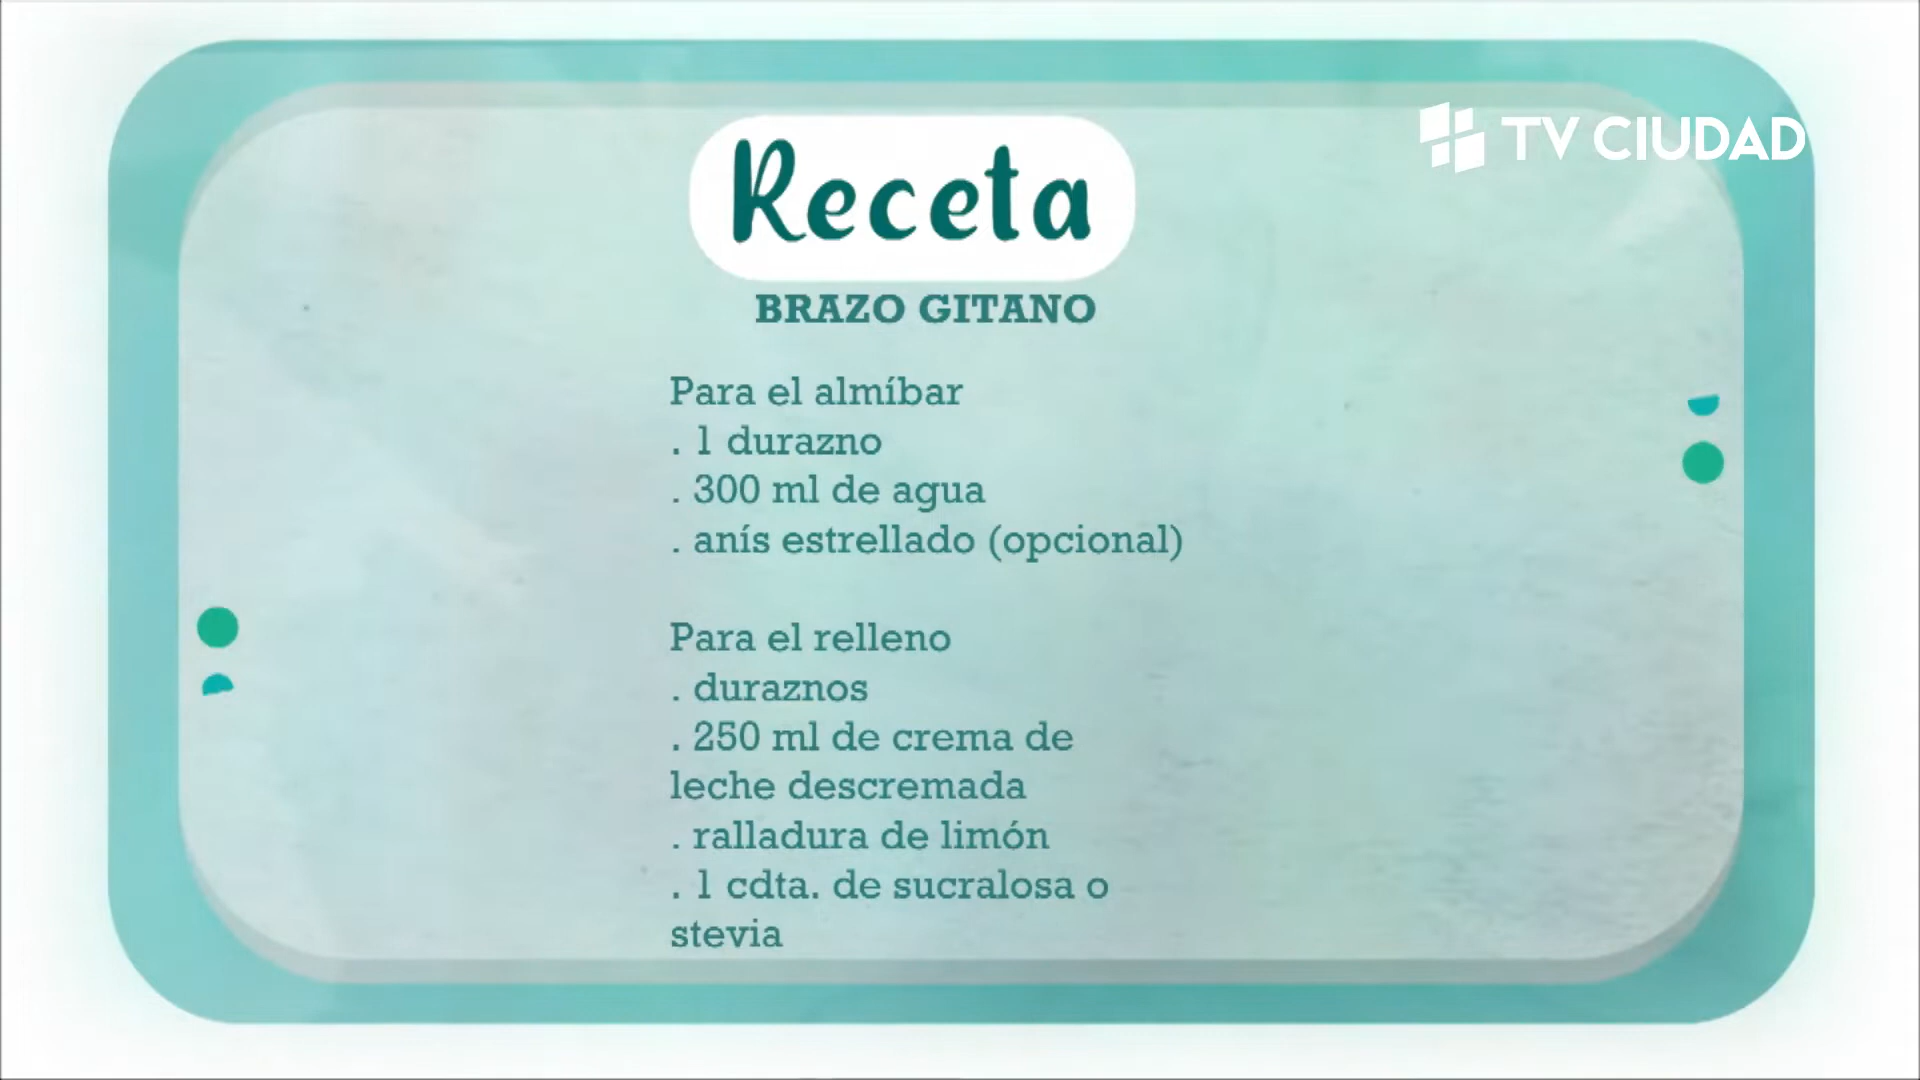 TV CIUDAD
Receta
BRAZO GITANO
Para el almíbar
. 1 durazno
. 300 ml de agua
. anís estrellado (opcional)
Para el relleno
. duraznos
. 250 ml de crema de
leche descremada
. ralladura de limón
. 1 cdta. de sucralosa o
stevia